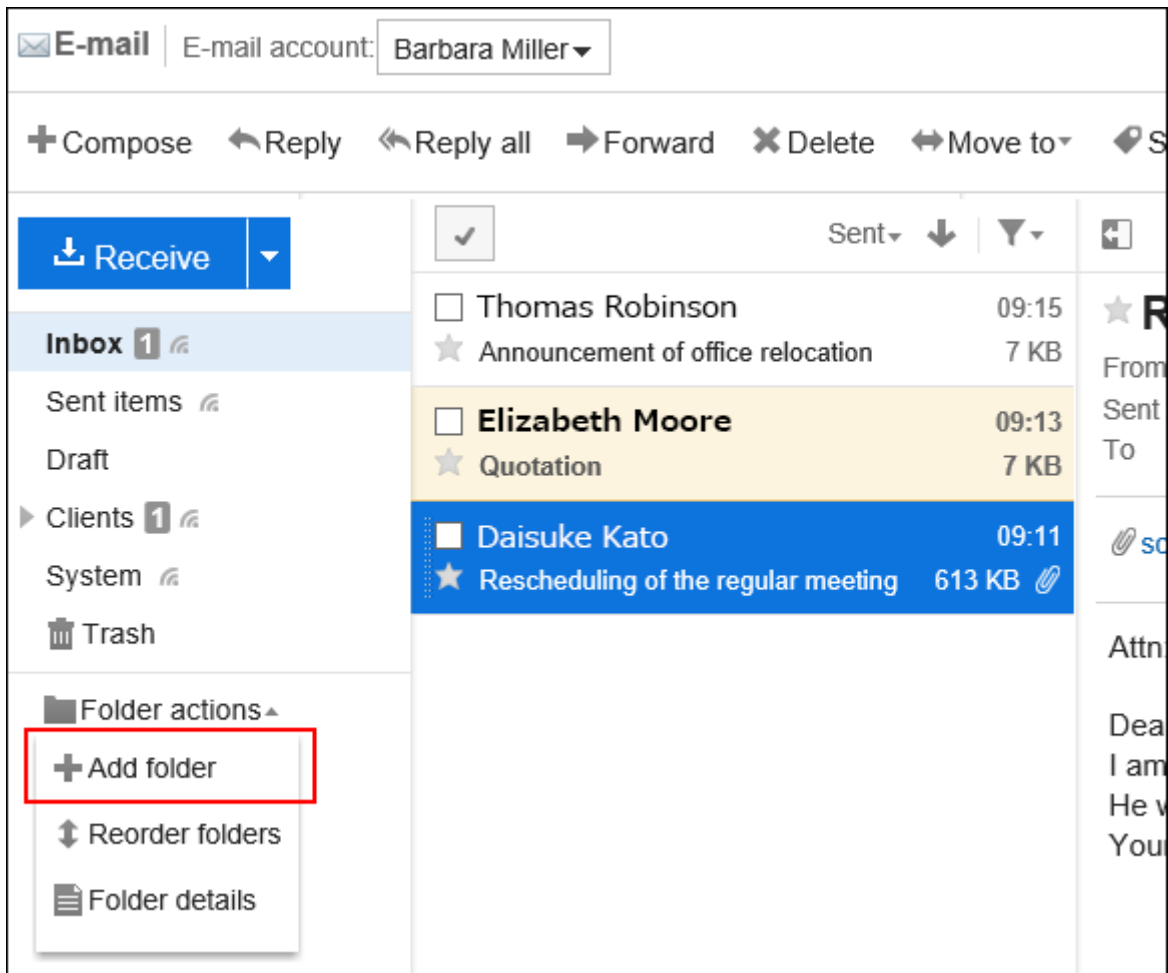 E-mail E-mail account: Barbara Miller
Compose Reply Reply all Forward Delete Move to
Receive
Inbox 1
Sent items
Draft
Clients 1
System
Trash
Folder actions
Add folder
Reorder folders
Folder details
Sent
Thomas Robinson 09:15
Announcement of office relocation 7 KB
Elizabeth Moore 09:13
Quotation 7 KB
Daisuke Kato 09:11
Rescheduling of the regular meeting 613 KB
From
Sent
To
Attn:
I am